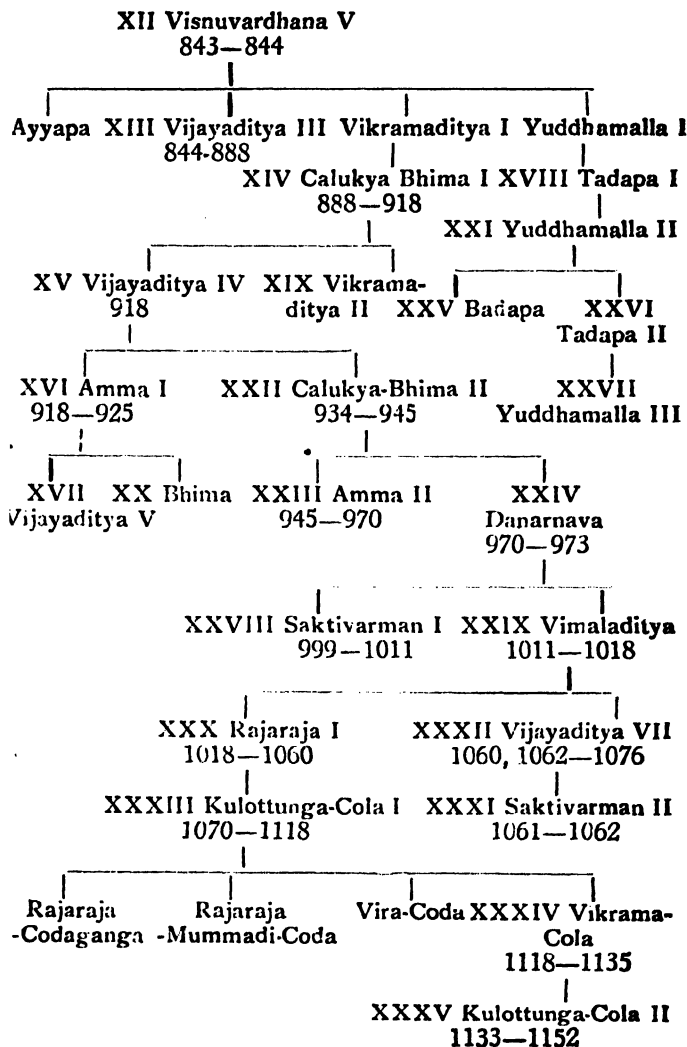 XII Visnuvardhana V
843—844
Ayyapa XIII Vijayaditya III Vikramaditya I Yuddhamalla I
844-888
XIV Calukya Bhima I XVIII Tadapa I
888—918
XXI Yuddhamalla II
XV Vijayaditya IV XIX Vikrama-
918 ditya II XXV Badapa XXVI
Tadapa II
XVI Amma I XXII Calukya-Bhima II XXVII
918—925 934—945 Yuddhamalla III
XVII XX Bhima XXIII Amma II XXIV
Vijayaditya V 945—970 Danarnava
970—973
XXVIII Saktivarman I XXIX Vimaladitya
999—1011 1011—1018
XXX Rajaraja I XXXII Vijayaditya VII
1018—1060 1060, 1062—1076
XXXIII Kulottunga-Cola I XXXI Saktivarman II
1070—1118 1061—1062
Rajaraja Rajaraja Vira-Coda XXXIV Vikrama-
-Codaganga -Mummadi-Coda Cola
1118—1135
XXXV Kulottunga-Cola II
1133—1152